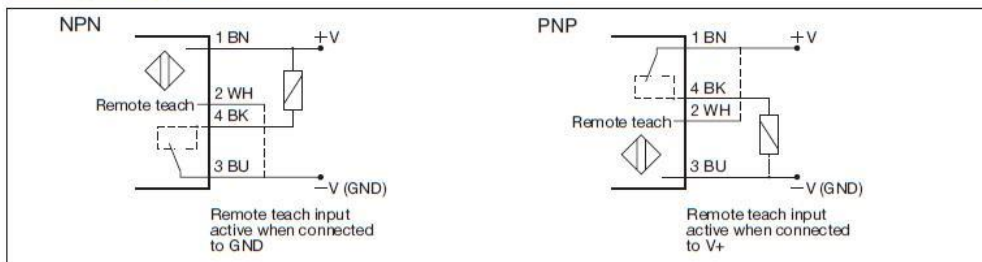 NPN
1 BN
+V
2 WH
Remote teach
4 BK
3 BU
−V (GND)
Remote teach input
active when connected
to GND
PNP
1 BN
+V
4 BK
2 WH
Remote teach
3 BU
−V (GND)
Remote teach input
active when connected
to V+